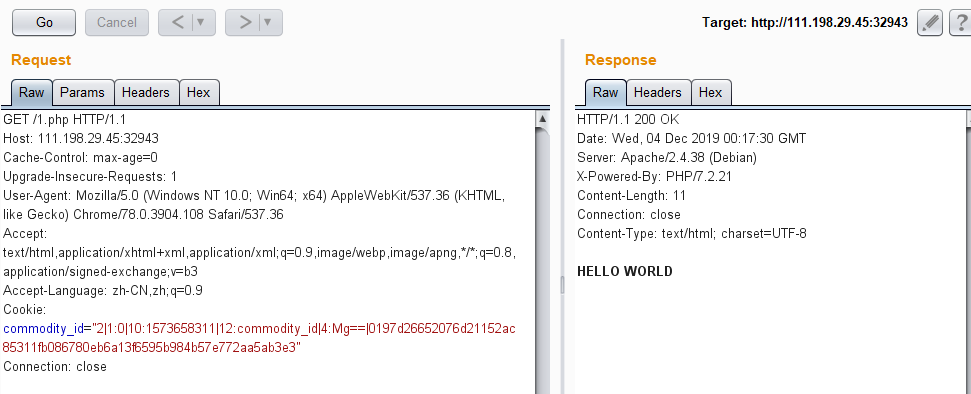 Go Cancel < > Target: http://111.198.29.45:32943 ?
Request
Raw Params Headers Hex
GET /1.php HTTP/1.1
Host: 111.198.29.45:32943
Cache-Control: max-age=0
Upgrade-Insecure-Requests: 1
User-Agent: Mozilla/5.0 (Windows NT 10.0; Win64; x64) AppleWebKit/537.36 (KHTML,
like Gecko) Chrome/78.0.3904.108 Safari/537.36
Accept:
text/html,application/xhtml+xml,application/xml;q=0.9,image/webp,image/apng,*/*;q=0.8,
application/signed-exchange;v=b3
Accept-Language: zh-CN,zh;q=0.9
Cookie:
commodity_id="2|1:0|10:1573658311|12:commodity_id|4:Mg==|0197d26652076d21152ac
85311fb086780eb6a13f6595b984b57e772aa5ab3e3"
Connection: close
Response
Raw Headers Hex
HTTP/1.1 200 OK
Date: Wed, 04 Dec 2019 00:17:30 GMT
Server: Apache/2.4.38 (Debian)
X-Powered-By: PHP/7.2.21
Content-Length: 11
Connection: close
Content-Type: text/html; charset=UTF-8
HELLO WORLD